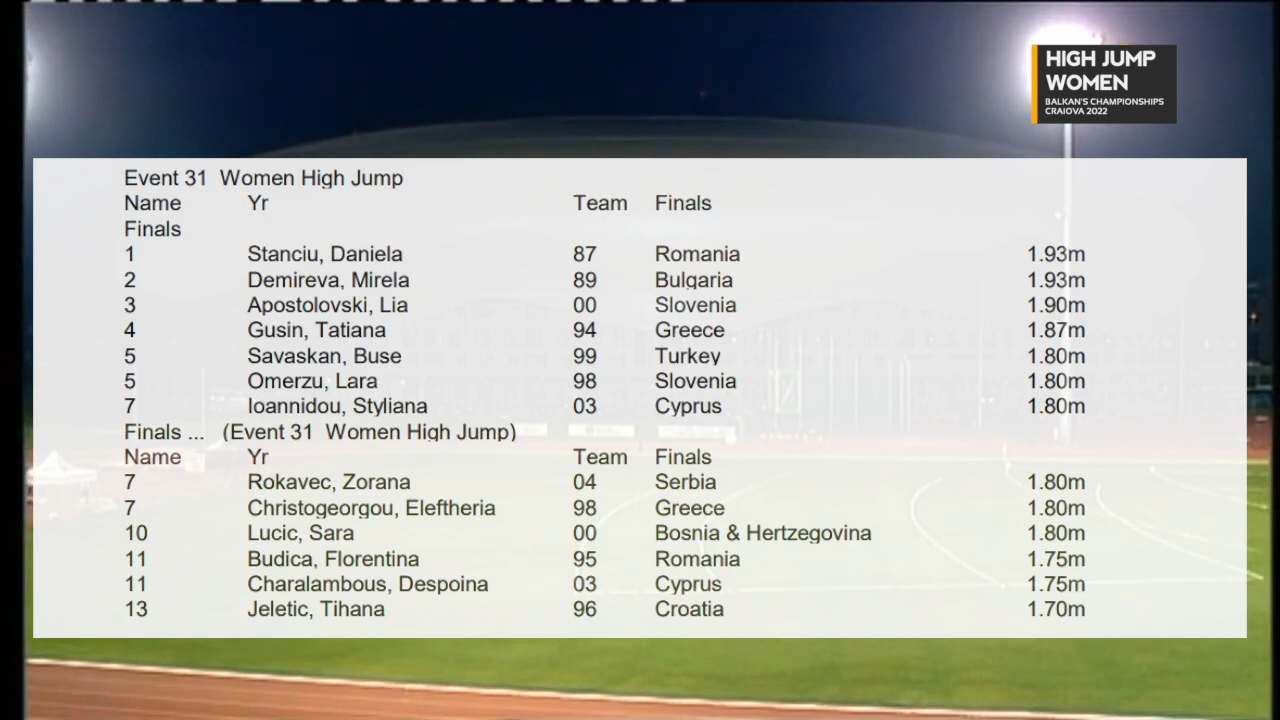 HIGH JUMP
WOMEN
BALKAN'S CHAMPIONSHIPS
CRAIOVA 2022
Event 31 Women High Jump
Name Yr Team Finals
Finals
1 Stanciu, Daniela 87 Romania 1.93m
2 Demireva, Mirela 89 Bulgaria 1.93m
3 Apostolovski, Lia 00 Slovenia 1.90m
4 Gusin, Tatiana 94 Greece 1.87m
5 Savaskan, Buse 99 Turkey 1.80m
5 Omerzu, Lara 98 Slovenia 1.80m
7 Ioannidou, Styliana 03 Cyprus 1.80m
Finals ... (Event 31 Women High Jump)
Name Yr Team Finals
7 Rokavec, Zorana 04 Serbia 1.80m
7 Christogeorgou, Eleftheria 98 Greece 1.80m
10 Lucic, Sara 00 Bosnia & Hertzegovina 1.80m
11 Budica, Florentina 95 Romania 1.75m
11 Charalambous, Despoina 03 Cyprus 1.75m
13 Jeletic, Tihana 96 Croatia 1.70m